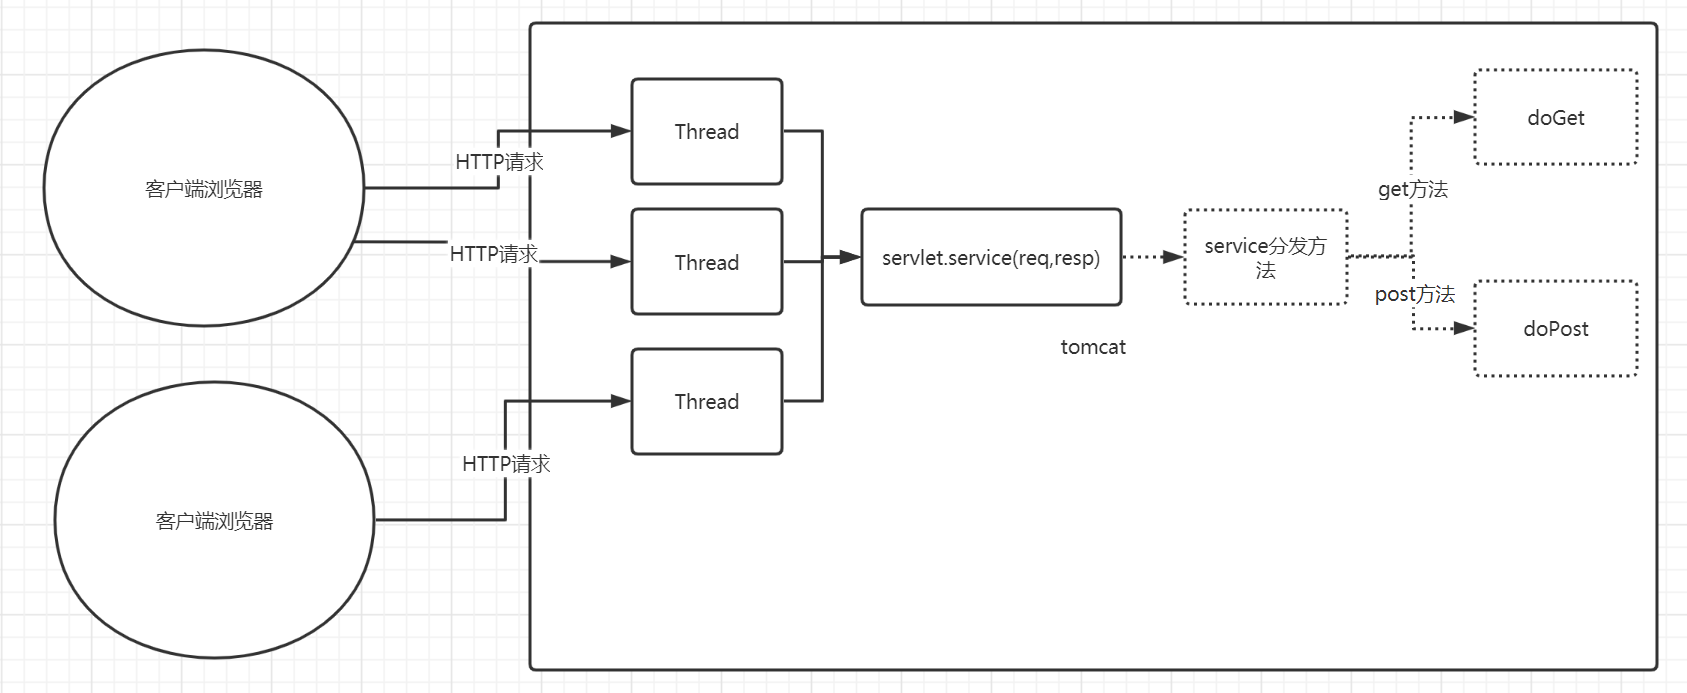 客户端浏览器
HTTP请求
HTTP请求
客户端浏览器
HTTP请求
Thread
Thread
Thread
servlet.service(req,resp)
tomcat
service分发方
法
get方法
post方法
doGet
doPost